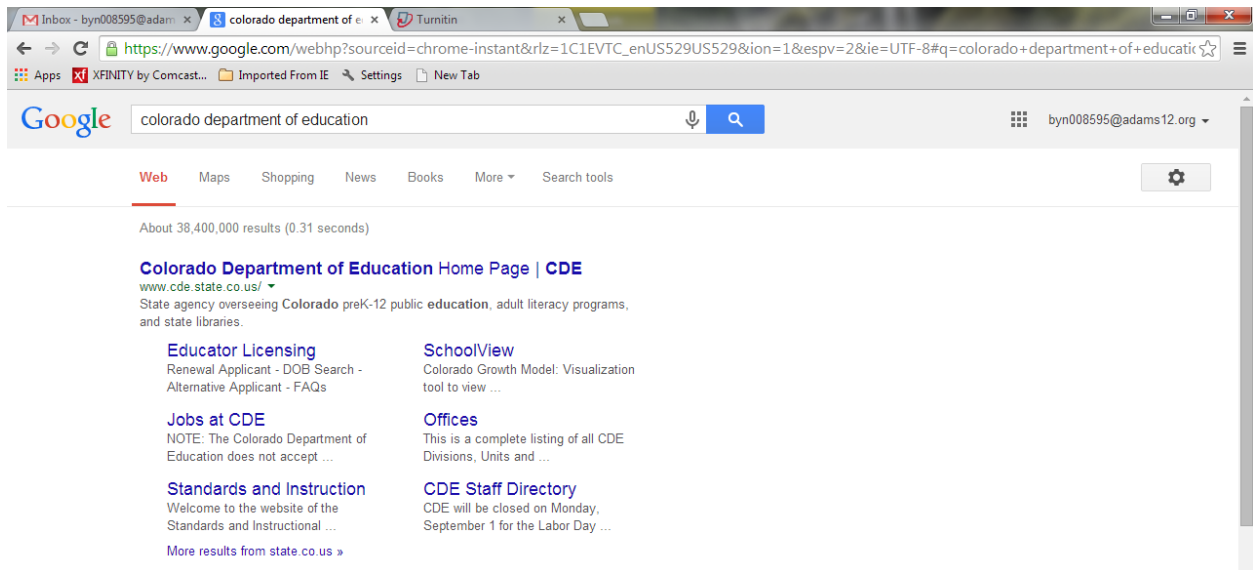 Inbox - byn008595@adam
colorado department of e
Turnitin
https://www.google.com/webhp?sourceid=chrome-instant&rlz=1C1EVTC_enUS529US529&ion=1&espv=2&ie=UTF-8#q=colorado+department+of+educatic
Apps XFINITY by Comcast... Imported From IE Settings New Tab
Google colorado department of education byn008595@adams12.org
Web Maps Shopping News Books More Search tools
About 38,400,000 results (0.31 seconds)
Colorado Department of Education Home Page | CDE
www.cde.state.co.us/
State agency overseeing Colorado preK-12 public education, adult literacy programs,
and state libraries.
Educator Licensing
Renewal Applicant - DOB Search -
Alternative Applicant - FAQs
SchoolView
Colorado Growth Model: Visualization
tool to view ...
Jobs at CDE
NOTE: The Colorado Department of
Education does not accept ...
Offices
This is a complete listing of all CDE
Divisions, Units and ...
Standards and Instruction
Welcome to the website of the
Standards and Instructional ...
CDE Staff Directory
CDE will be closed on Monday,
September 1 for the Labor Day ...
More results from state.co.us »